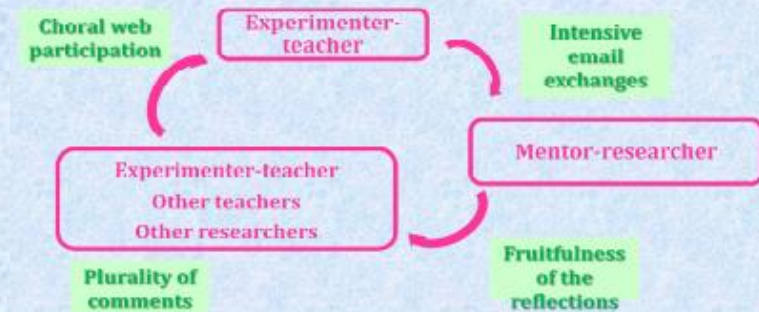 Choral web
participation
Experimenter-
teacher
Intensive
email
exchanges
Mentor-researcher
Experimenter-teacher
Other teachers
Other researchers
Plurality of
comments
Fruitfulness
of the
reflections